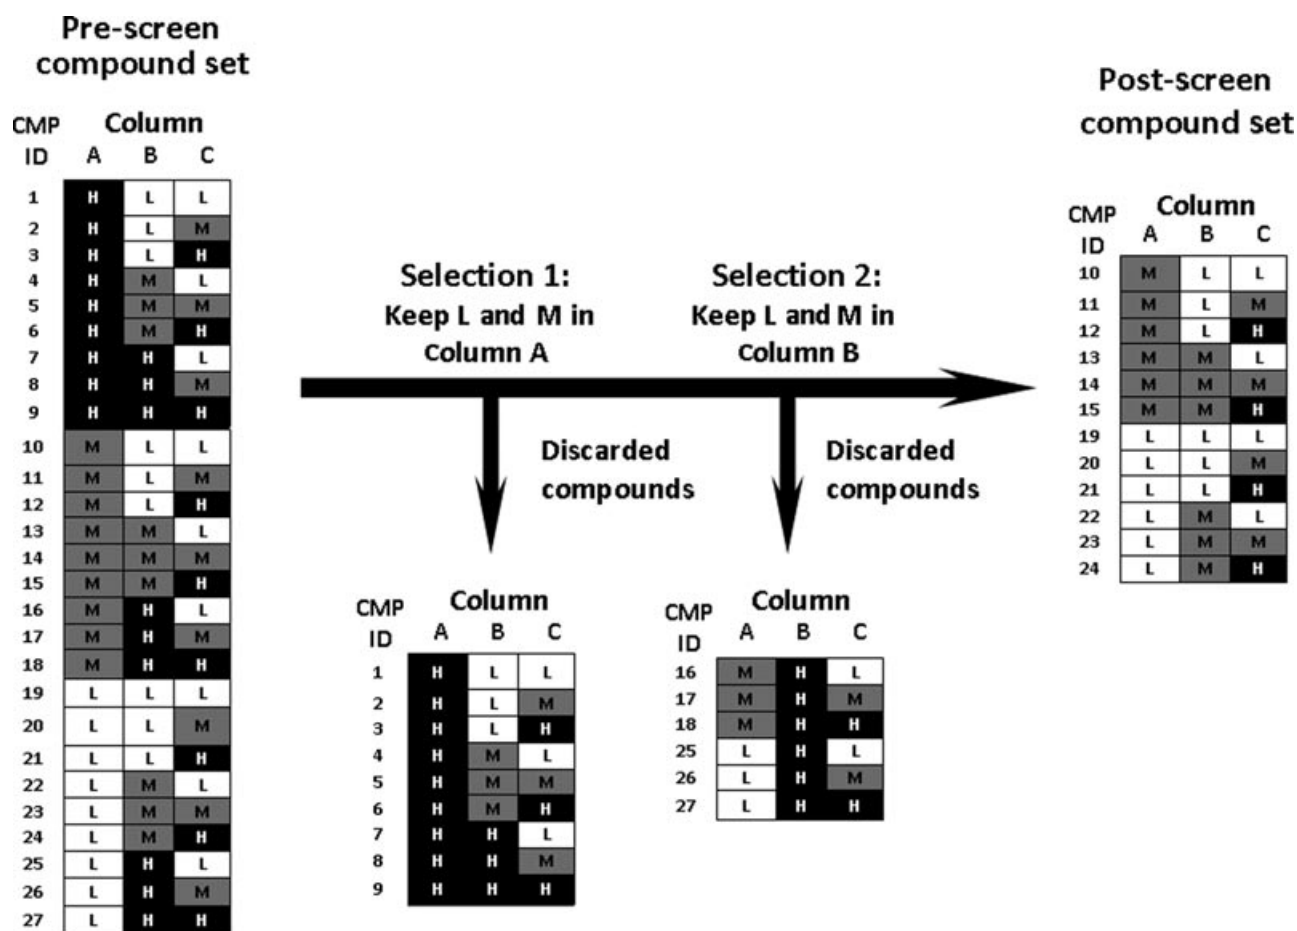 Pre-screen
compound set
CMP Column
ID A B C
1 H L L
2 H L M
3 H L H
4 H M L
5 H M M
6 H M H
7 H H L
8 H H M
9 H H H
10 M L L
11 M L M
12 M L H
13 M M L
14 M M M
15 M M H
16 M H L
17 M H M
18 M H H
19 L L L
20 L L M
21 L L H
22 L M L
23 L M M
24 L M H
25 L H L
26 L H M
27 L H H
Selection 1:
Keep L and M in
Column A
Selection 2:
Keep L and M in
Column B
Discarded
compounds
Discarded
compounds
CMP Column
ID A B C
1 H L L
2 H L M
3 H L H
4 H M L
5 H M M
6 H M H
7 H H L
8 H H M
9 H H H
CMP Column
ID A B C
16 M H L
17 M H M
18 M H H
25 L H L
26 L H M
27 L H H
Post-screen
compound set
CMP Column
ID A B C
10 M L L
11 M L M
12 M L H
13 M M L
14 M M M
15 M M H
19 L L L
20 L L M
21 L L H
22 L M L
23 L M M
24 L M H